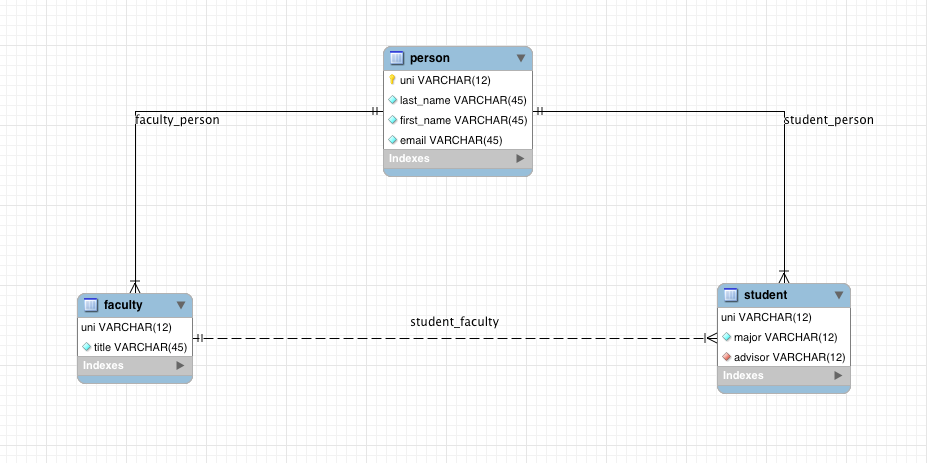 person
uni VARCHAR(12)
last_name VARCHAR(45)
first_name VARCHAR(45)
email VARCHAR(45)
Indexes
faculty_person
student_person
faculty
uni VARCHAR(12)
title VARCHAR(45)
Indexes
student_faculty
student
uni VARCHAR(12)
major VARCHAR(12)
advisor VARCHAR(12)
Indexes